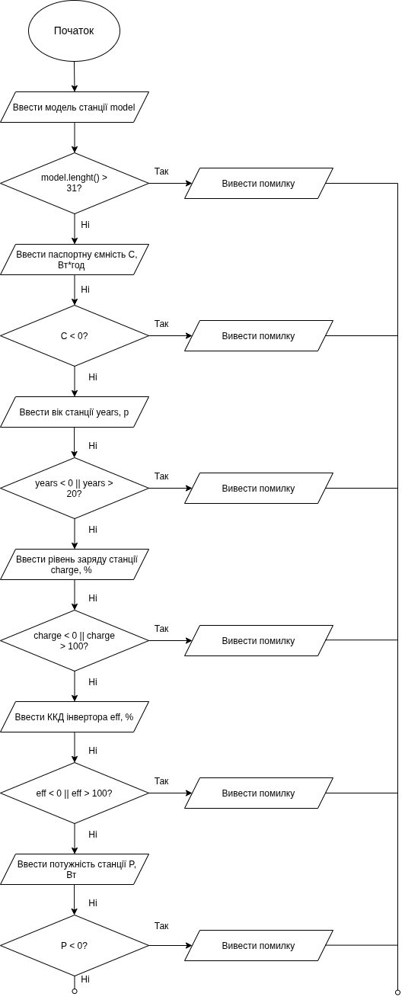 Початок
Ввести модель станції model
model.lenght() >
31?
Так
Вивести помилку
Ні
Ввести паспортну ємність C,
Вт*год
Ні
C < 0?
Так
Вивести помилку
Ні
Ввести вік станції years, р
Ні
years < 0 || years >
20?
Так
Вивести помилку
Ні
Ввести рівень заряду станції
charge, %
Ні
charge < 0 || charge
> 100?
Так
Вивести помилку
Ні
Ввести ККД інвертора eff, %
Ні
eff < 0 || eff > 100?
Так
Вивести помилку
Ні
Ввести потужність станції P,
Вт
Ні
P < 0?
Так
Вивести помилку
Ні